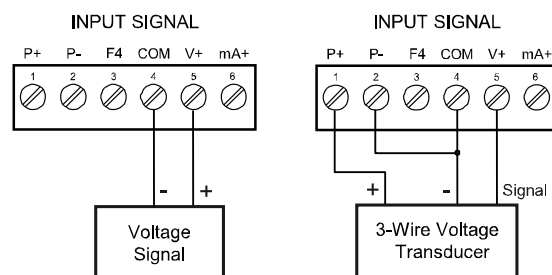 INPUT SIGNAL
P+ P- F4 COM V+ mA+
1 2 3 4 5 6
- +
Voltage
Signal
INPUT SIGNAL
P+ P- F4 COM V+ mA+
1 2 3 4 5 6
+ - Signal
3-Wire Voltage
Transducer